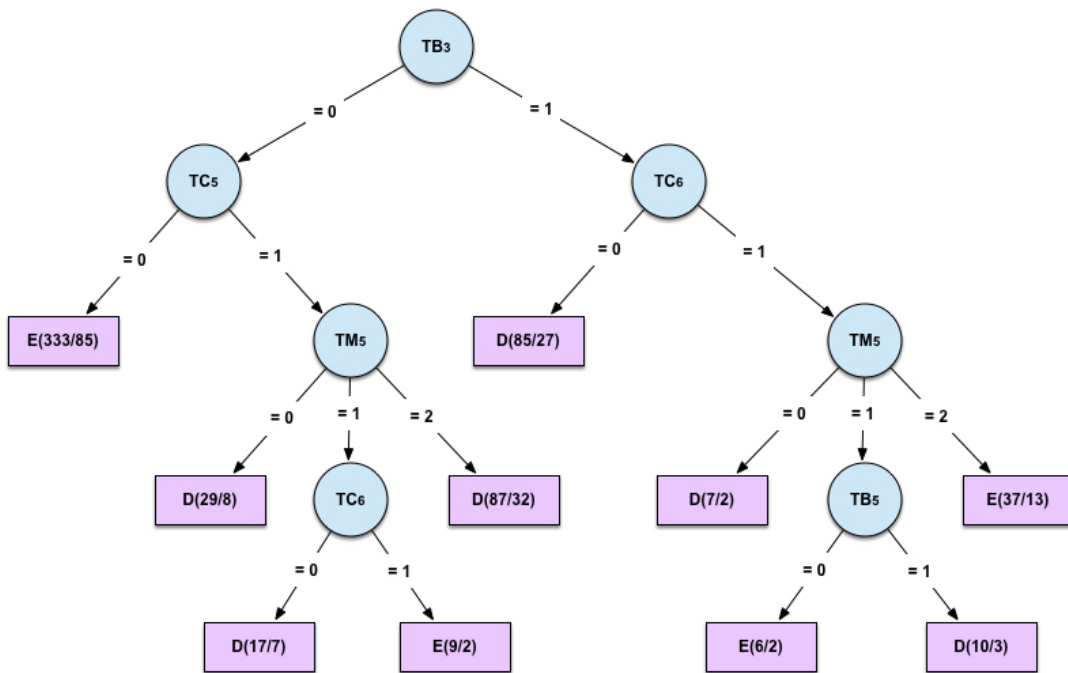 TB3
= 0
= 1
TC5
TC6
= 0
= 1
= 0
= 1
E(333/85)
TM5
D(85/27)
TM5
= 0
= 1
= 2
= 0
= 1
= 2
D(29/8)
TC6
D(87/32)
D(7/2)
TB5
E(37/13)
= 0
= 1
= 0
= 1
D(17/7)
E(9/2)
E(6/2)
D(10/3)